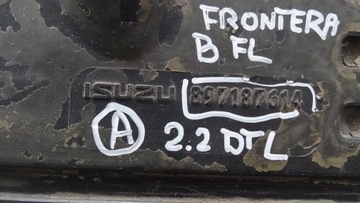 FRONTERA
B FL
ISUZU 897187614
A 2.2 DTL